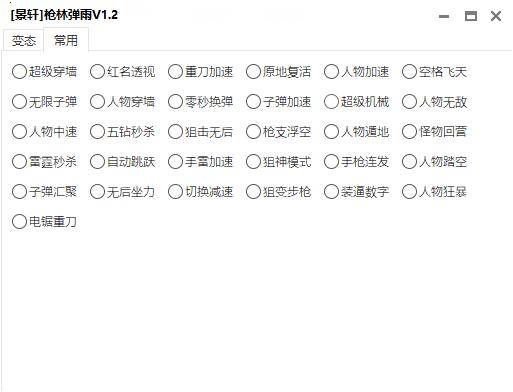 [景轩]枪林弹雨V1.2
变态 常用
超级穿墙 红名透视 重刀加速 原地复活 人物加速 空格飞天
无限子弹 人物穿墙 零秒换弹 子弹加速 超级机械 人物无敌
人物中速 五钻秒杀 狙击无后 枪支浮空 人物遁地 怪物回营
雷霆秒杀 自动跳跃 手雷加速 狙神模式 手枪连发 人物踏空
子弹汇聚 无后坐力 切换减速 狙变步枪 装逼数字 人物狂暴
电锯重刀